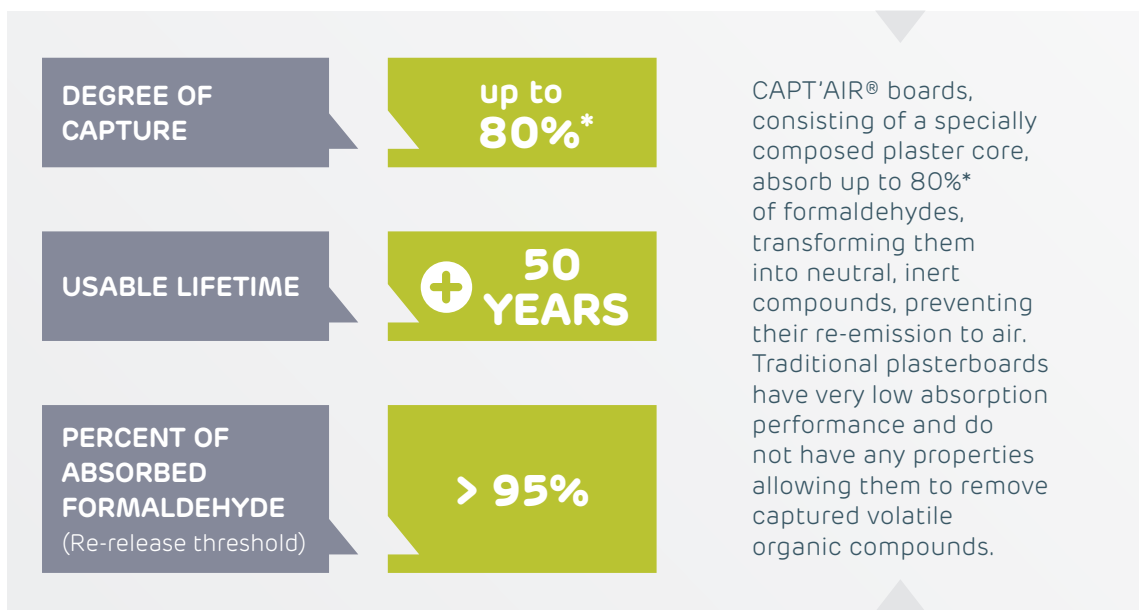 DEGREE OF
CAPTURE
up to
80%*
USABLE LIFETIME
+ 50
YEARS
PERCENT OF
ABSORBED
FORMALDEHYDE
(Re-release threshold)
> 95%
CAPT'AIR® boards,
consisting of a specially
composed plaster core,
absorb up to 80%*
of formaldehydes,
transforming them
into neutral, inert
compounds, preventing
their re-emission to air.
Traditional plasterboards
have very low absorption
performance and do
not have any properties
allowing them to remove
captured volatile
organic compounds.